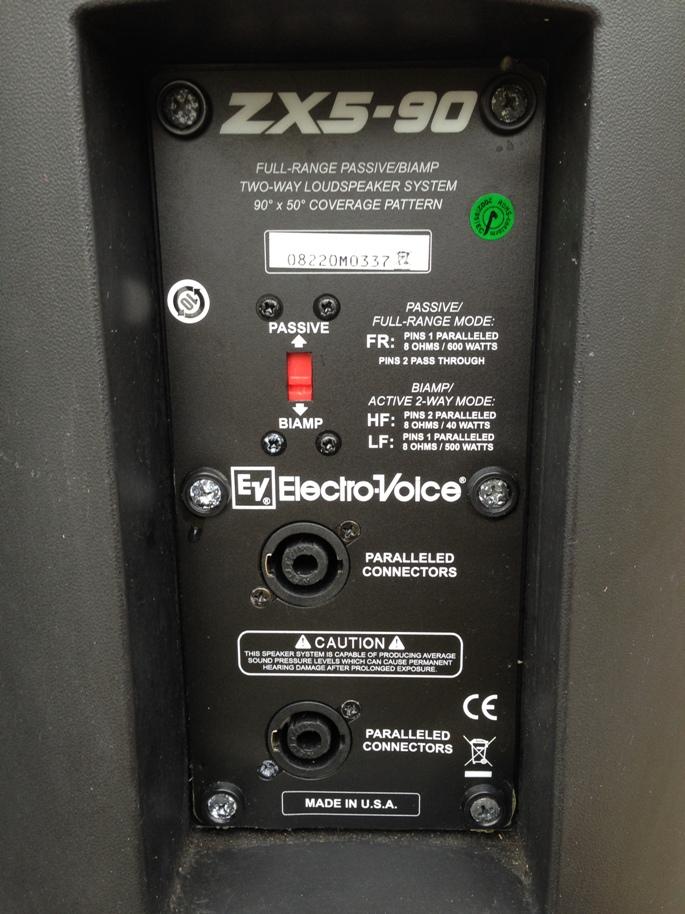 ZX5-90
FULL-RANGE PASSIVE/BIAMP
TWO-WAY LOUDSPEAKER SYSTEM
90° x 50° COVERAGE PATTERN
08220M0337
10
PASSIVE
BIAMP
PASSIVE/
FULL-RANGE MODE:
FR: PINS 1 PARALLELED
8 OHMS / 600 WATTS
PINS 2 PASS THROUGH
BIAMP/
ACTIVE 2-WAY MODE:
HF: PINS 2 PARALLELED
8 OHMS / 40 WATTS
LF: PINS 1 PARALLELED
8 OHMS / 500 WATTS
EV® Electro-Voice®
PARALLELED
CONNECTORS
CAUTION
THIS SPEAKER SYSTEM IS CAPABLE OF PRODUCING AVERAGE
SOUND PRESSURE LEVELS WHICH CAN CAUSE PERMANENT
HEARING DAMAGE AFTER PROLONGED EXPOSURE.
CE
PARALLELED
CONNECTORS
MADE IN U.S.A.